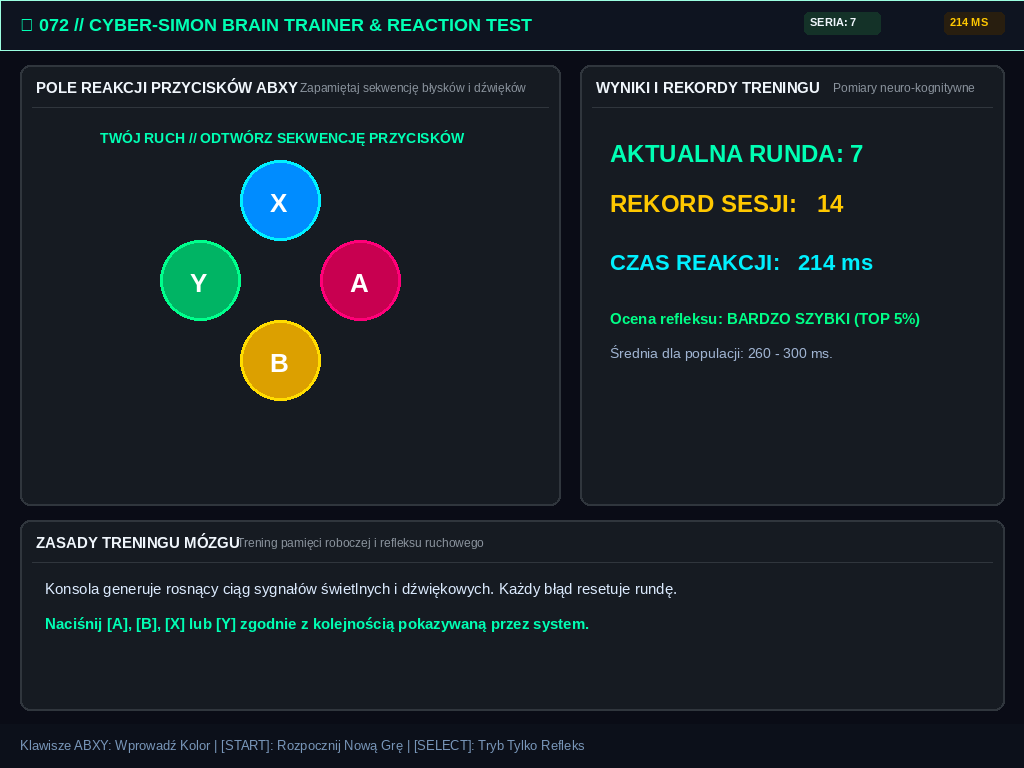 072 // CYBER-SIMON BRAIN TRAINER & REACTION TEST
SERIA: 7
214 MS
POLE REAKCJI PRZYCISKÓW ABXY Zapamiętaj sekwencję błysków i dźwięków
TWÓJ RUCH // ODTWÓRZ SEKWENCJĘ PRZYCISKÓW
X
Y
A
B
WYNIKI I REKORDY TRENINGU Pomiary neuro-kognitywne
AKTUALNA RUNDA: 7
REKORD SESJI: 14
CZAS REAKCJI: 214 ms
Ocena refleksu: BARDZO SZYBKI (TOP 5%)
Średnia dla populacji: 260 - 300 ms.
ZASADY TRENINGU MÓZGU Trening pamięci roboczej i refleksu ruchowego
Konsola generuje rosnący ciąg sygnałów świetlnych i dźwiękowych. Każdy błąd resetuje rundę.
Naciśnij [A], [B], [X] lub [Y] zgodnie z kolejnością pokazywaną przez system.
Klawisze ABXY: Wprowadź Kolor | [START]: Rozpocznij Nową Grę | [SELECT]: Tryb Tylko Refleks